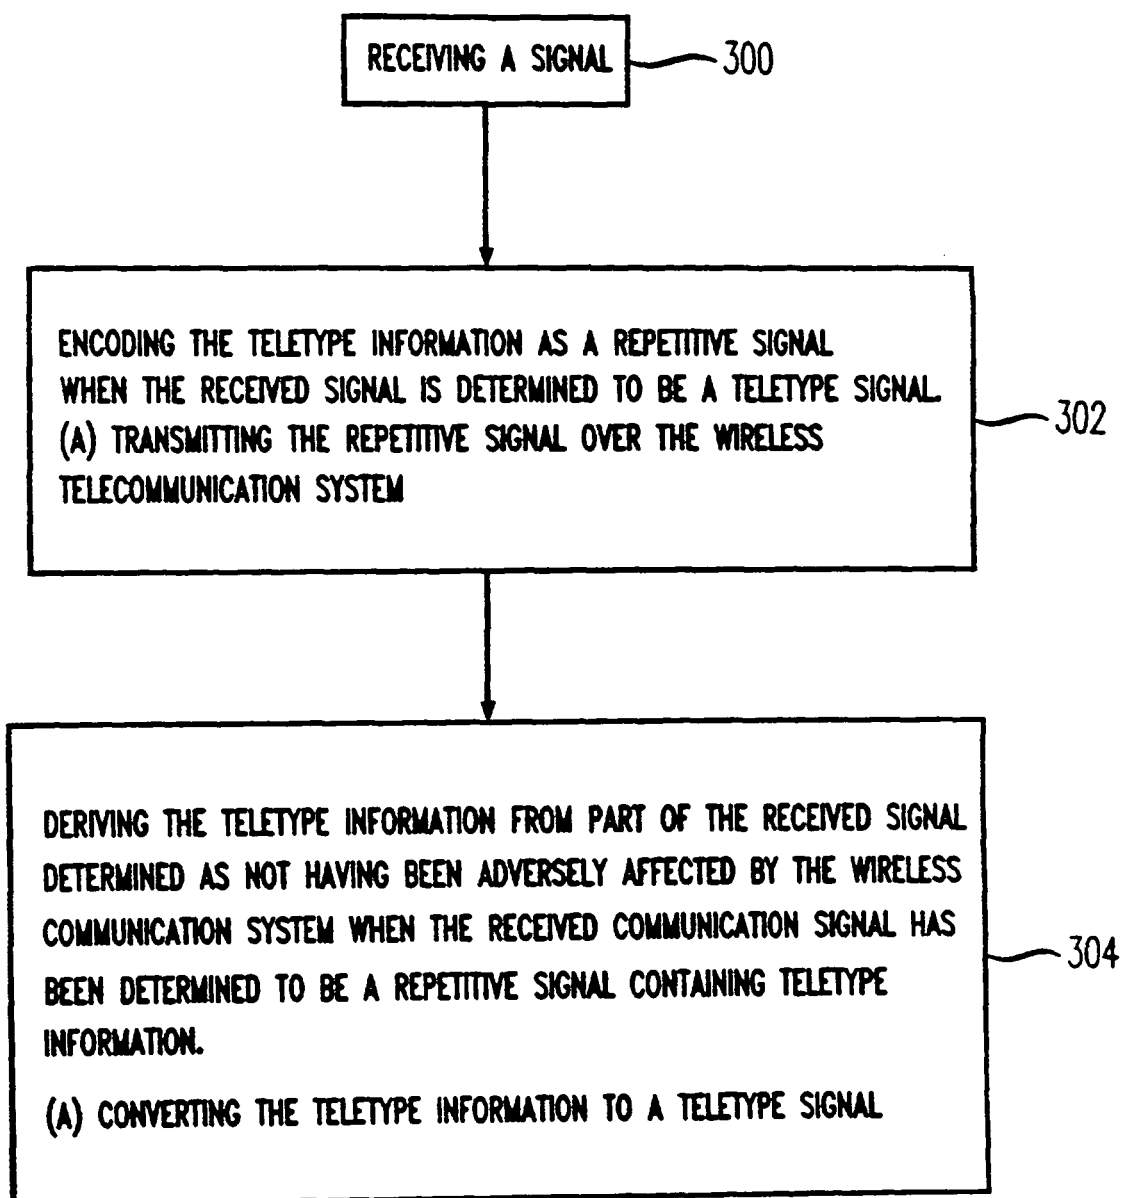 RECEIVING A SIGNAL
300
ENCODING THE TELETYPE INFORMATION AS A REPETITIVE SIGNAL
WHEN THE RECEIVED SIGNAL IS DETERMINED TO BE A TELETYPE SIGNAL.
(A) TRANSMITTING THE REPETITIVE SIGNAL OVER THE WIRELESS
TELECOMMUNICATION SYSTEM
302
DERIVING THE TELETYPE INFORMATION FROM PART OF THE RECEIVED SIGNAL
DETERMINED AS NOT HAVING BEEN ADVERSELY AFFECTED BY THE WIRELESS
COMMUNICATION SYSTEM WHEN THE RECEIVED COMMUNICATION SIGNAL HAS
BEEN DETERMINED TO BE A REPETITIVE SIGNAL CONTAINING TELETYPE
INFORMATION.
(A) CONVERTING THE TELETYPE INFORMATION TO A TELETYPE SIGNAL
304